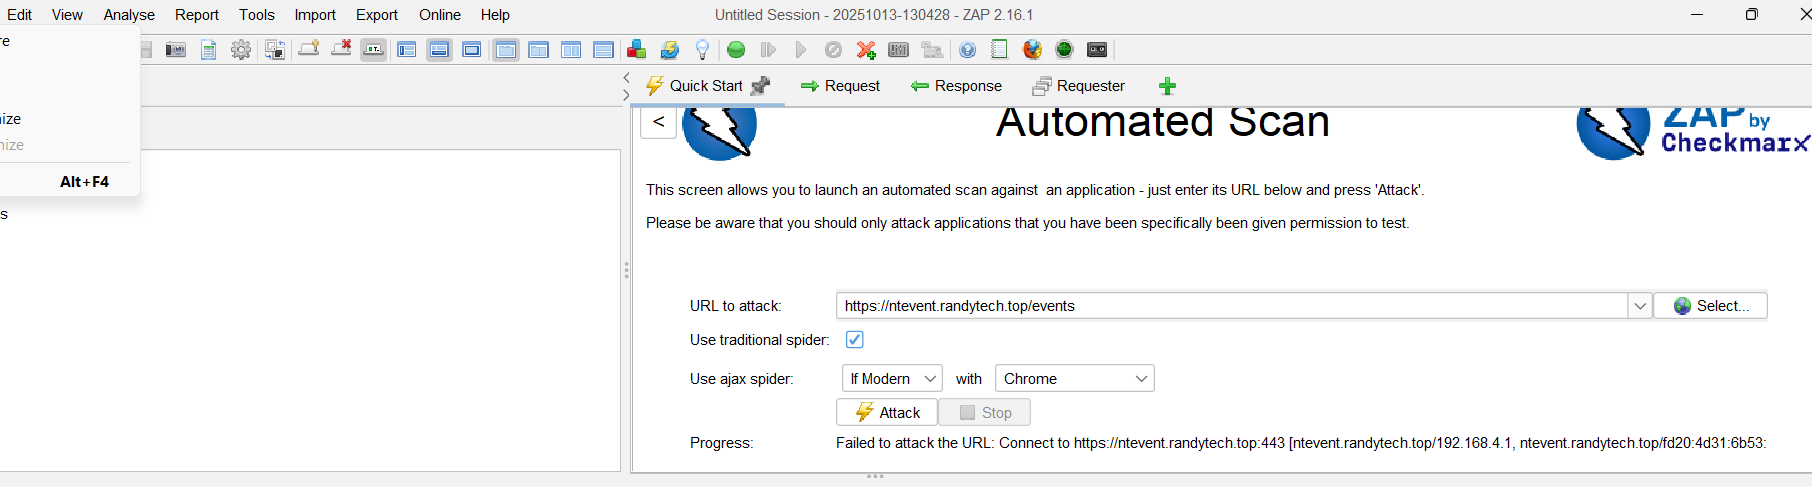 Edit View Analyse Report Tools Import Export Online Help Untitled Session - 20251013-130428 - ZAP 2.16.1
Quick Start Request Response Requester
< Automated Scan ZAP by
Checkmarx
Alt+F4
This screen allows you to launch an automated scan against an application - just enter its URL below and press 'Attack'.
Please be aware that you should only attack applications that you have been specifically been given permission to test.
URL to attack: https://ntevent.randytech.top/events Select...
Use traditional spider:
Use ajax spider: If Modern with Chrome
Attack Stop
Progress: Failed to attack the URL: Connect to https://ntevent.randytech.top:443 [ntevent.randytech.top/192.168.4.1, ntevent.randytech.top/fd20:4d31:6b53: